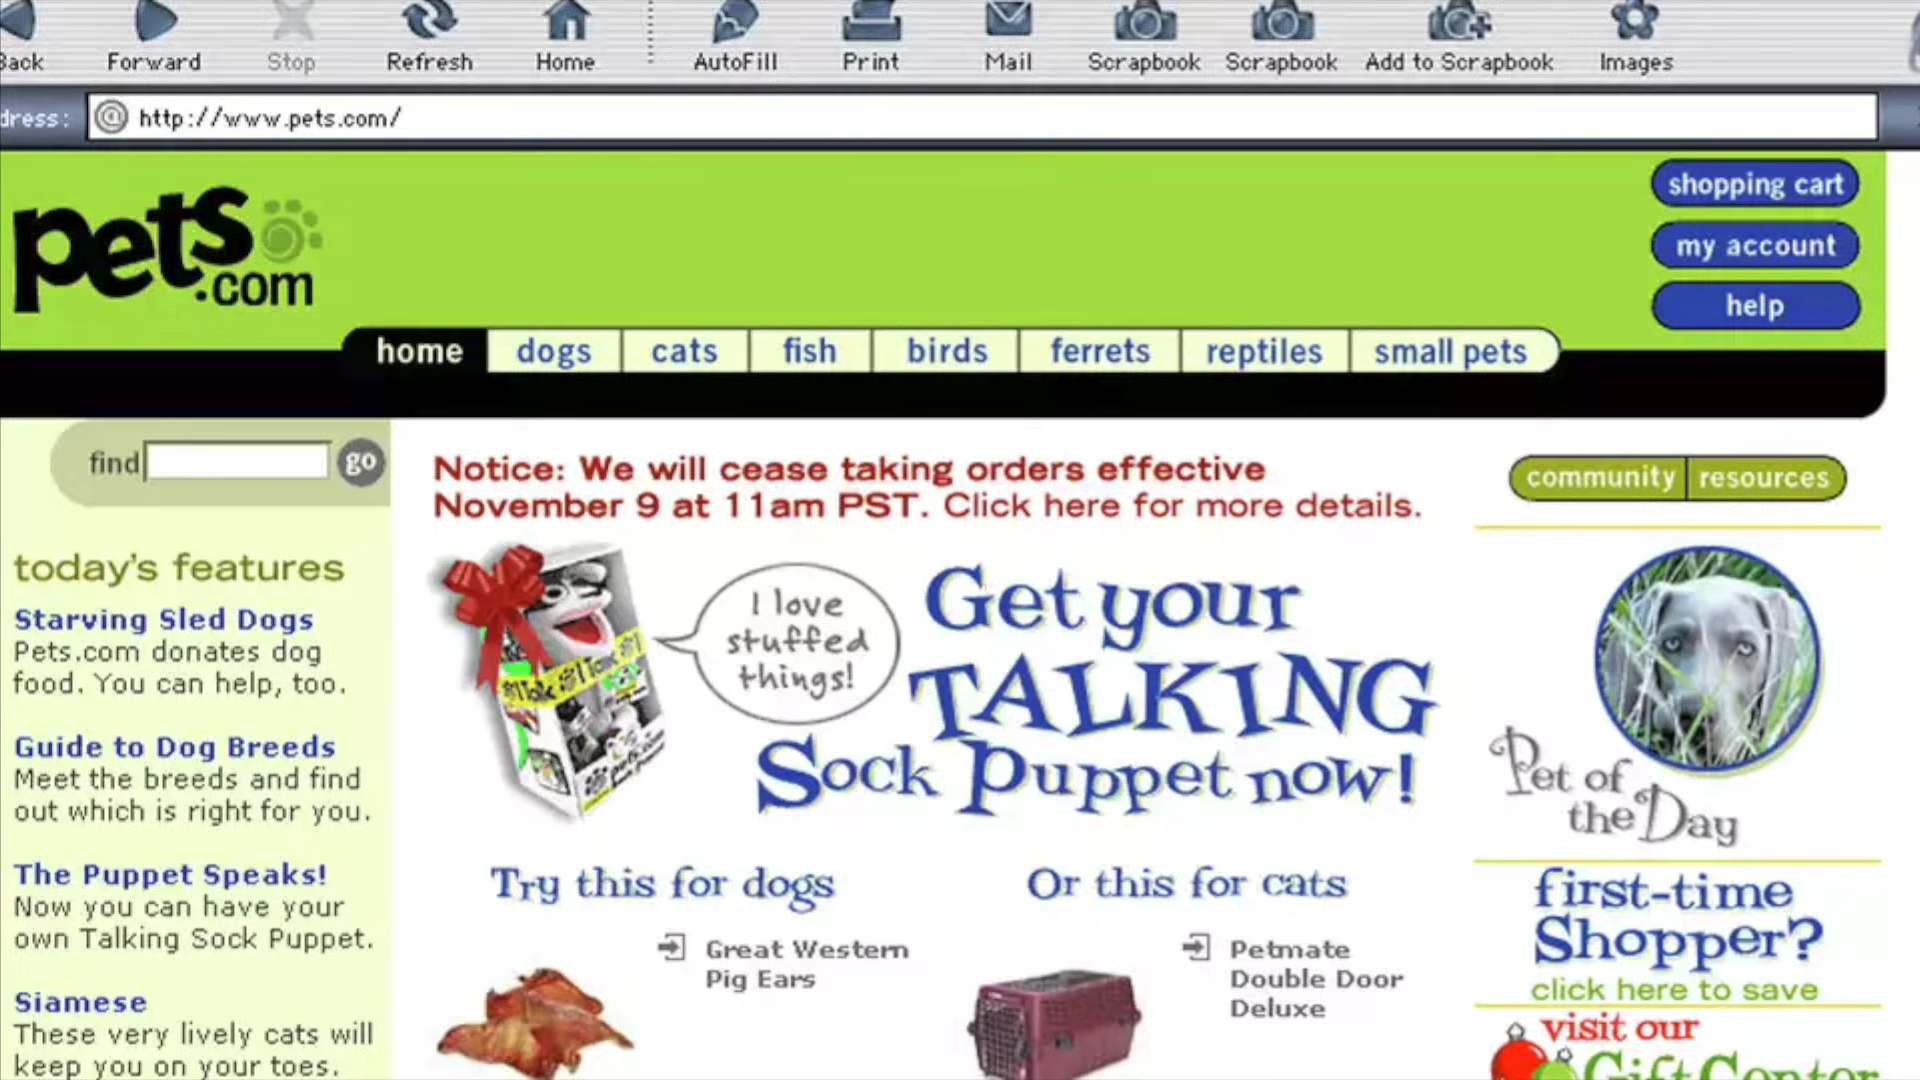 Back Forward Stop Refresh Home AutoFill Print Mail Scrapbook Scrapbook Add to Scrapbook Images
dress: http://www.pets.com/
pets.com
shopping cart
my account
help
home dogs cats fish birds ferrets reptiles small pets
find go
Notice: We will cease taking orders effective
November 9 at 11am PST. Click here for more details.
community resources
today's features
Starving Sled Dogs
Pets.com donates dog
food. You can help, too.
Guide to Dog Breeds
Meet the breeds and find
out which is right for you.
The Puppet Speaks!
Now you can have your
own Talking Sock Puppet.
Siamese
These very lively cats will
keep you on your toes.
I love
stuffed
things!
Get your
TALKING
Sock Puppet now!
Try this for dogs
Great Western
Pig Ears
Or this for cats
Petmate
Double Door
Deluxe
Pet of
the Day
first-time
Shopper?
click here to save
visit our
Gift Center